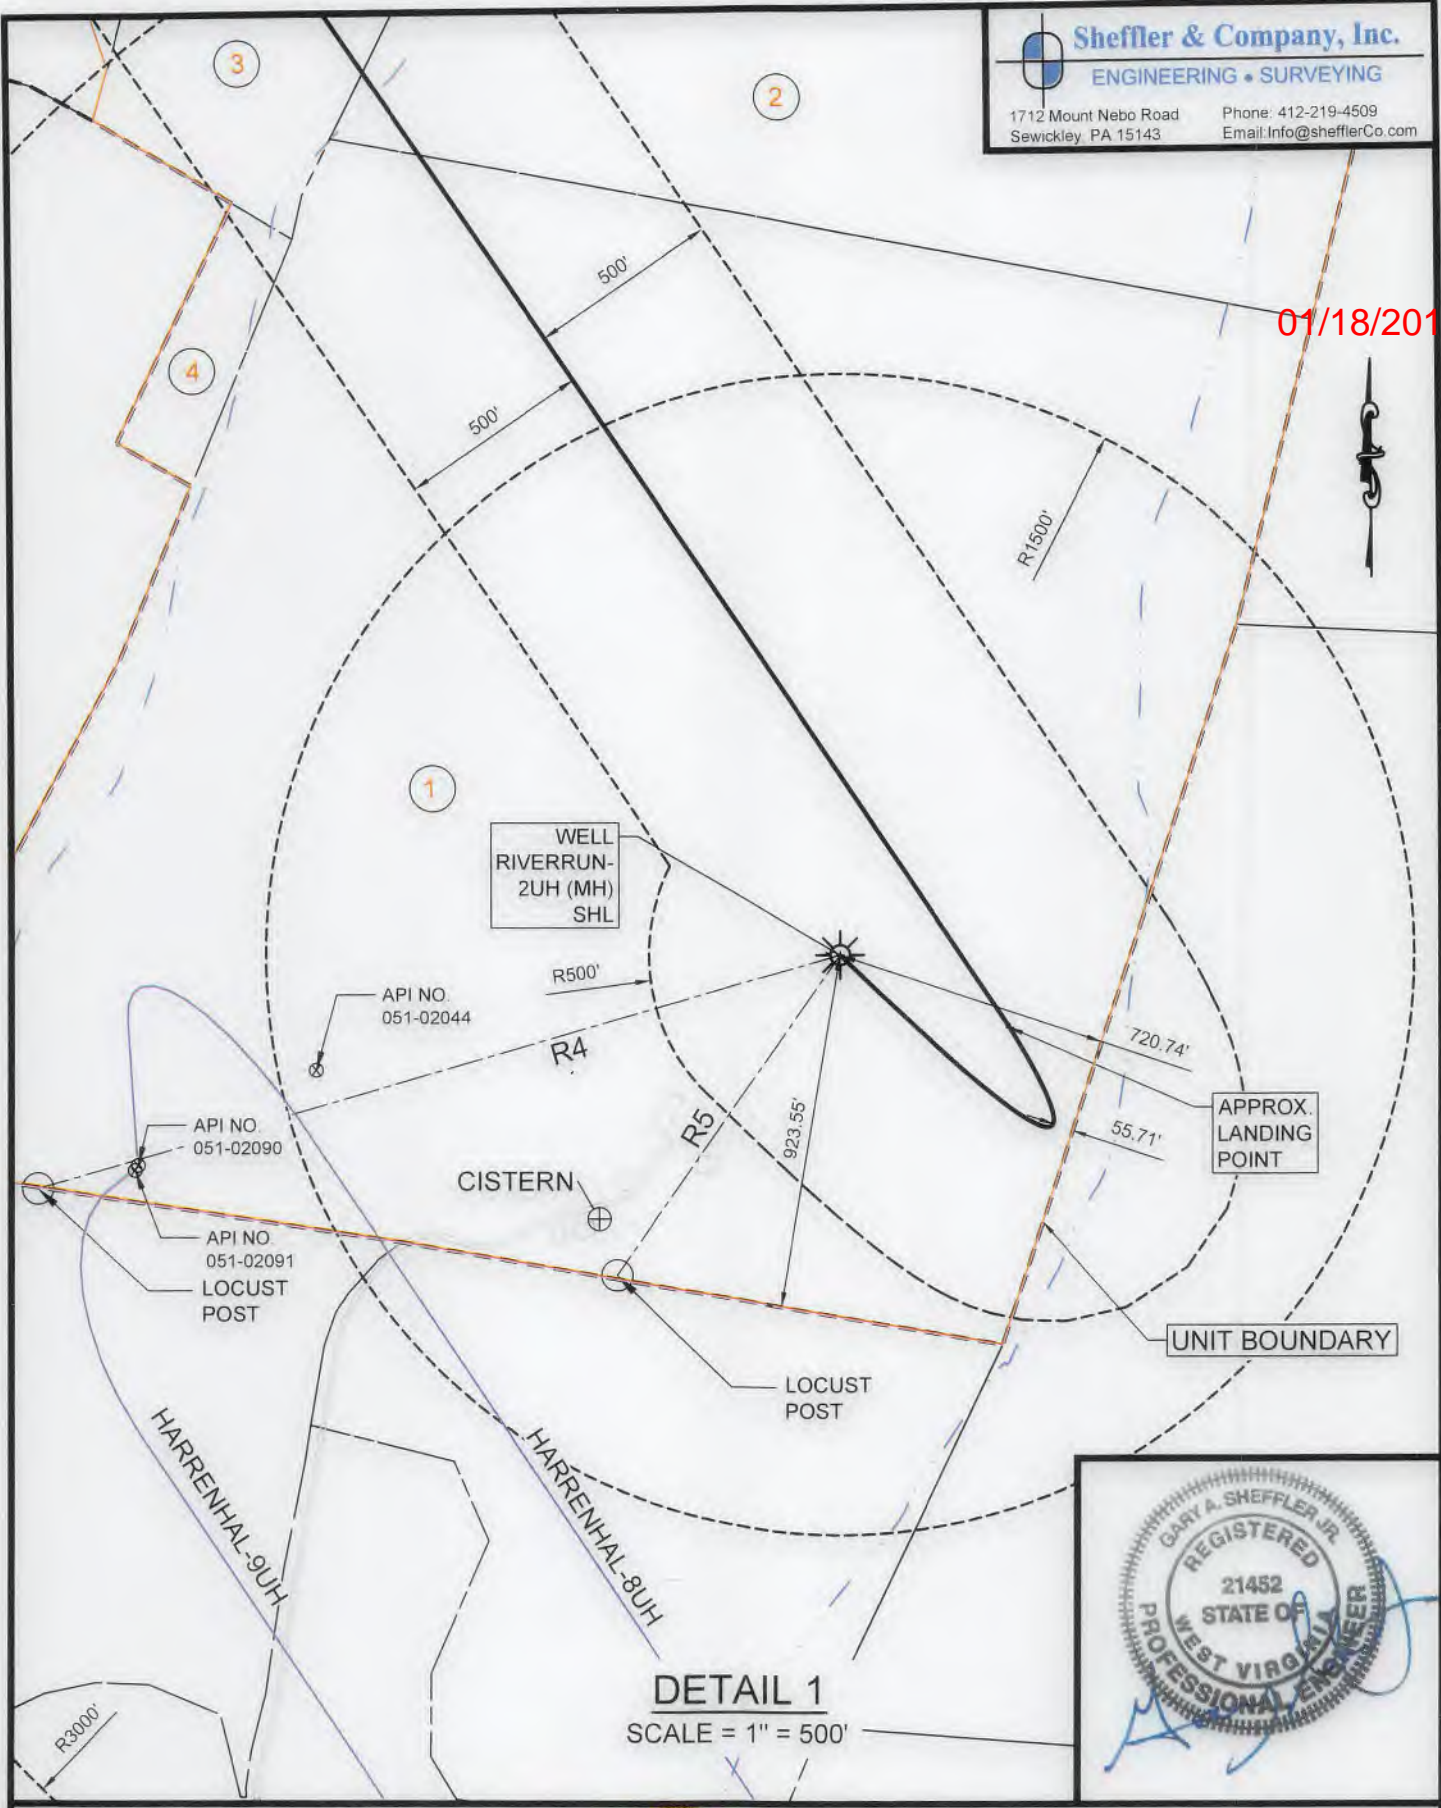 Sheffler & Company, Inc.
ENGINEERING • SURVEYING
1712 Mount Nebo Road
Sewickley, PA 15143
Phone: 412-219-4509
Email:Info@shefflerCo.com
3
2
01/18/201
500'
4
500'
R1500'
1
WELL
RIVERRUN-
2UH (MH)
SHL
R500'
API NO.
051-02044
R4
720.74'
APPROX.
LANDING
POINT
55.71'
R5
923.55'
API NO.
051-02090
CISTERN
API NO.
051-02091
LOCUST
POST
UNIT BOUNDARY
LOCUST
POST
HARRENHAL-9UH
HARRENHAL-8UH
R3000'
DETAIL 1
SCALE = 1" = 500'
GARY A. SHEFFLER JR.
REGISTERED
21452
STATE OF
WEST VIRGINIA
PROFESSIONAL ENGINEER